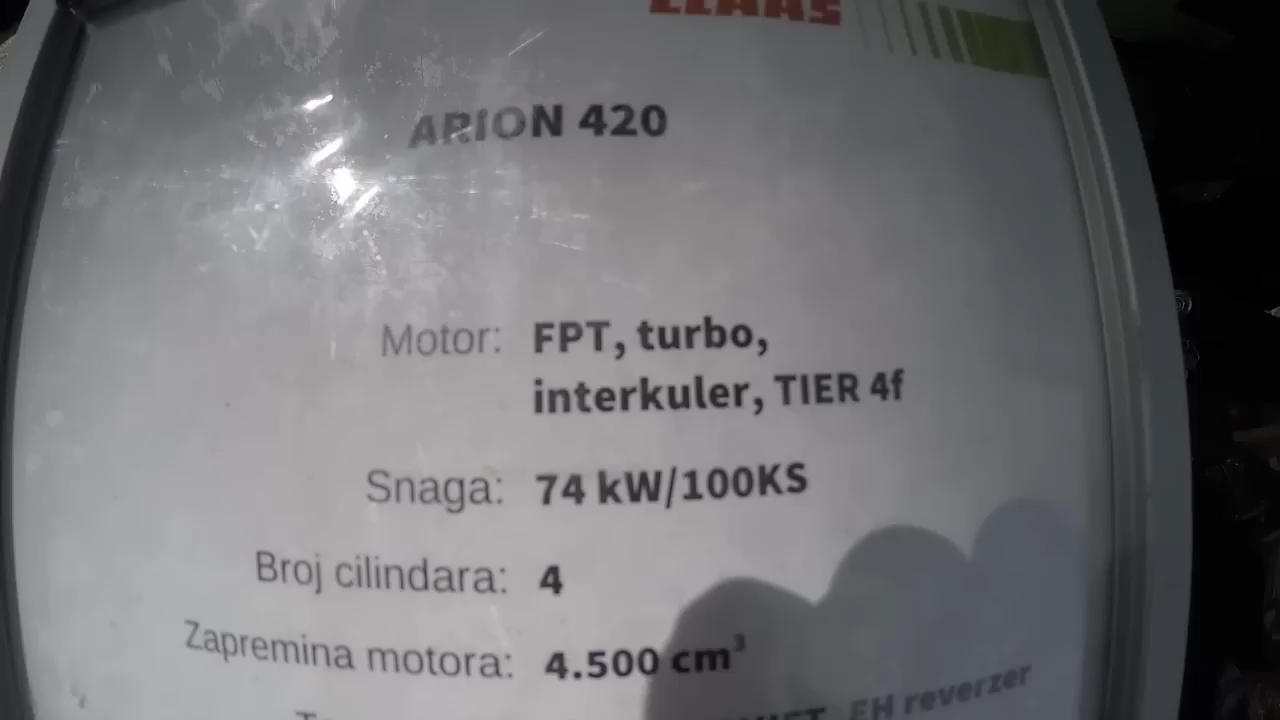 CLAAS
ARION 420
Motor: FPT, turbo,
interkuler, TIER 4f
Snaga: 74 kW/100KS
Broj cilindara: 4
Zapremina motora: 4.500 cm³
EH reverzer